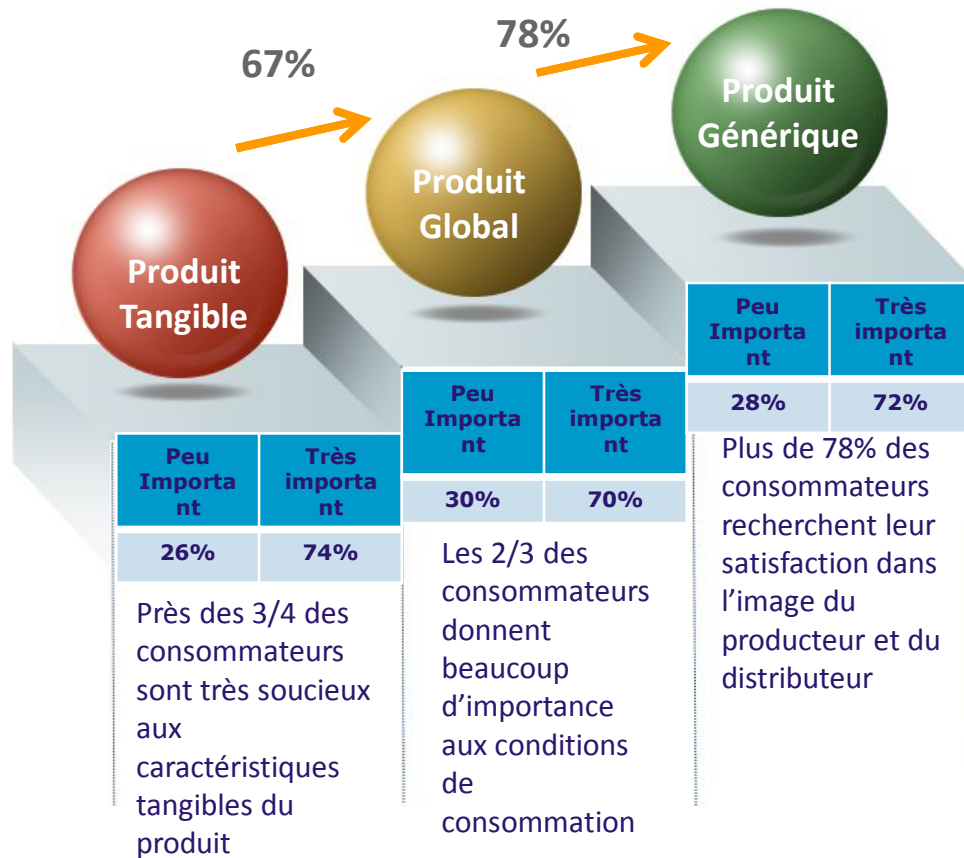 67%
78%
Produit
Tangible
Produit
Global
Produit
Générique
Peu
Importa
nt
Très
importa
nt
26%
74%
Près des 3/4 des
consommateurs
sont très soucieux
aux
caractéristiques
tangibles du
produit
Peu
Importa
nt
Très
importa
nt
30%
70%
Les 2/3 des
consommateurs
donnent
beaucoup
d’importance
aux conditions
de
consommation
Peu
Importa
nt
Très
importa
nt
28%
72%
Plus de 78% des
consommateurs
recherchent leur
satisfaction dans
l’image du
producteur et du
distributeur